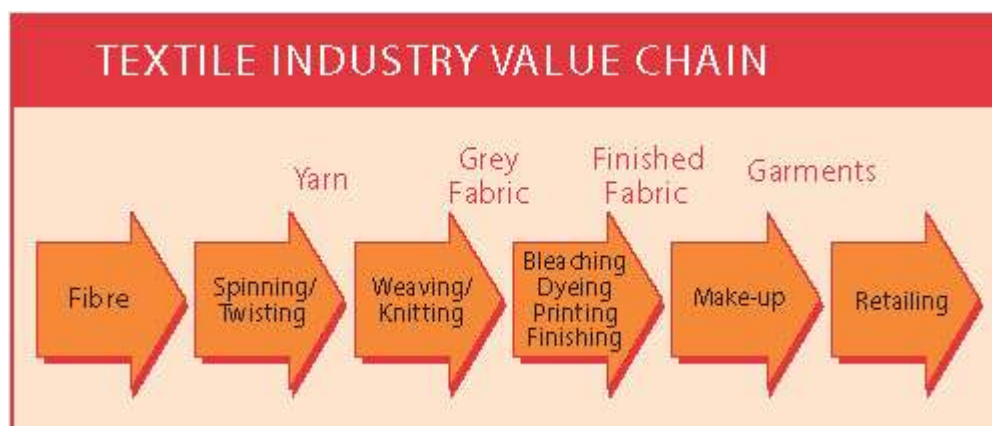 TEXTILE INDUSTRY VALUE CHAIN
Yarn
Grey
Fabric
Finished
Fabric
Garments
Fibre
Spinning/
Twisting
Weaving/
Knitting
Bleaching
Dyeing
Printing
Finishing
Make-up
Retailing